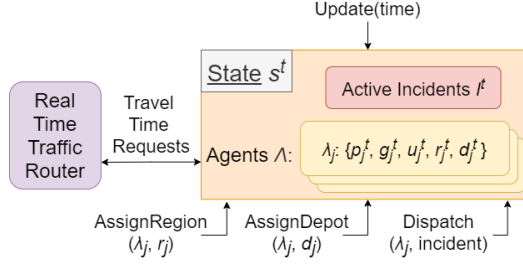 Update(time)
State s^t
Active Incidents I^t
Real
Time
Traffic
Router
Travel
Time
Requests
Agents Λ:
λ_j: {p_j^t, g_j^t, u_j^t, r_j^t, d_j^t}
AssignRegion
(λ_j, r_j)
AssignDepot
(λ_j, d_j)
Dispatch
(λ_j, incident)